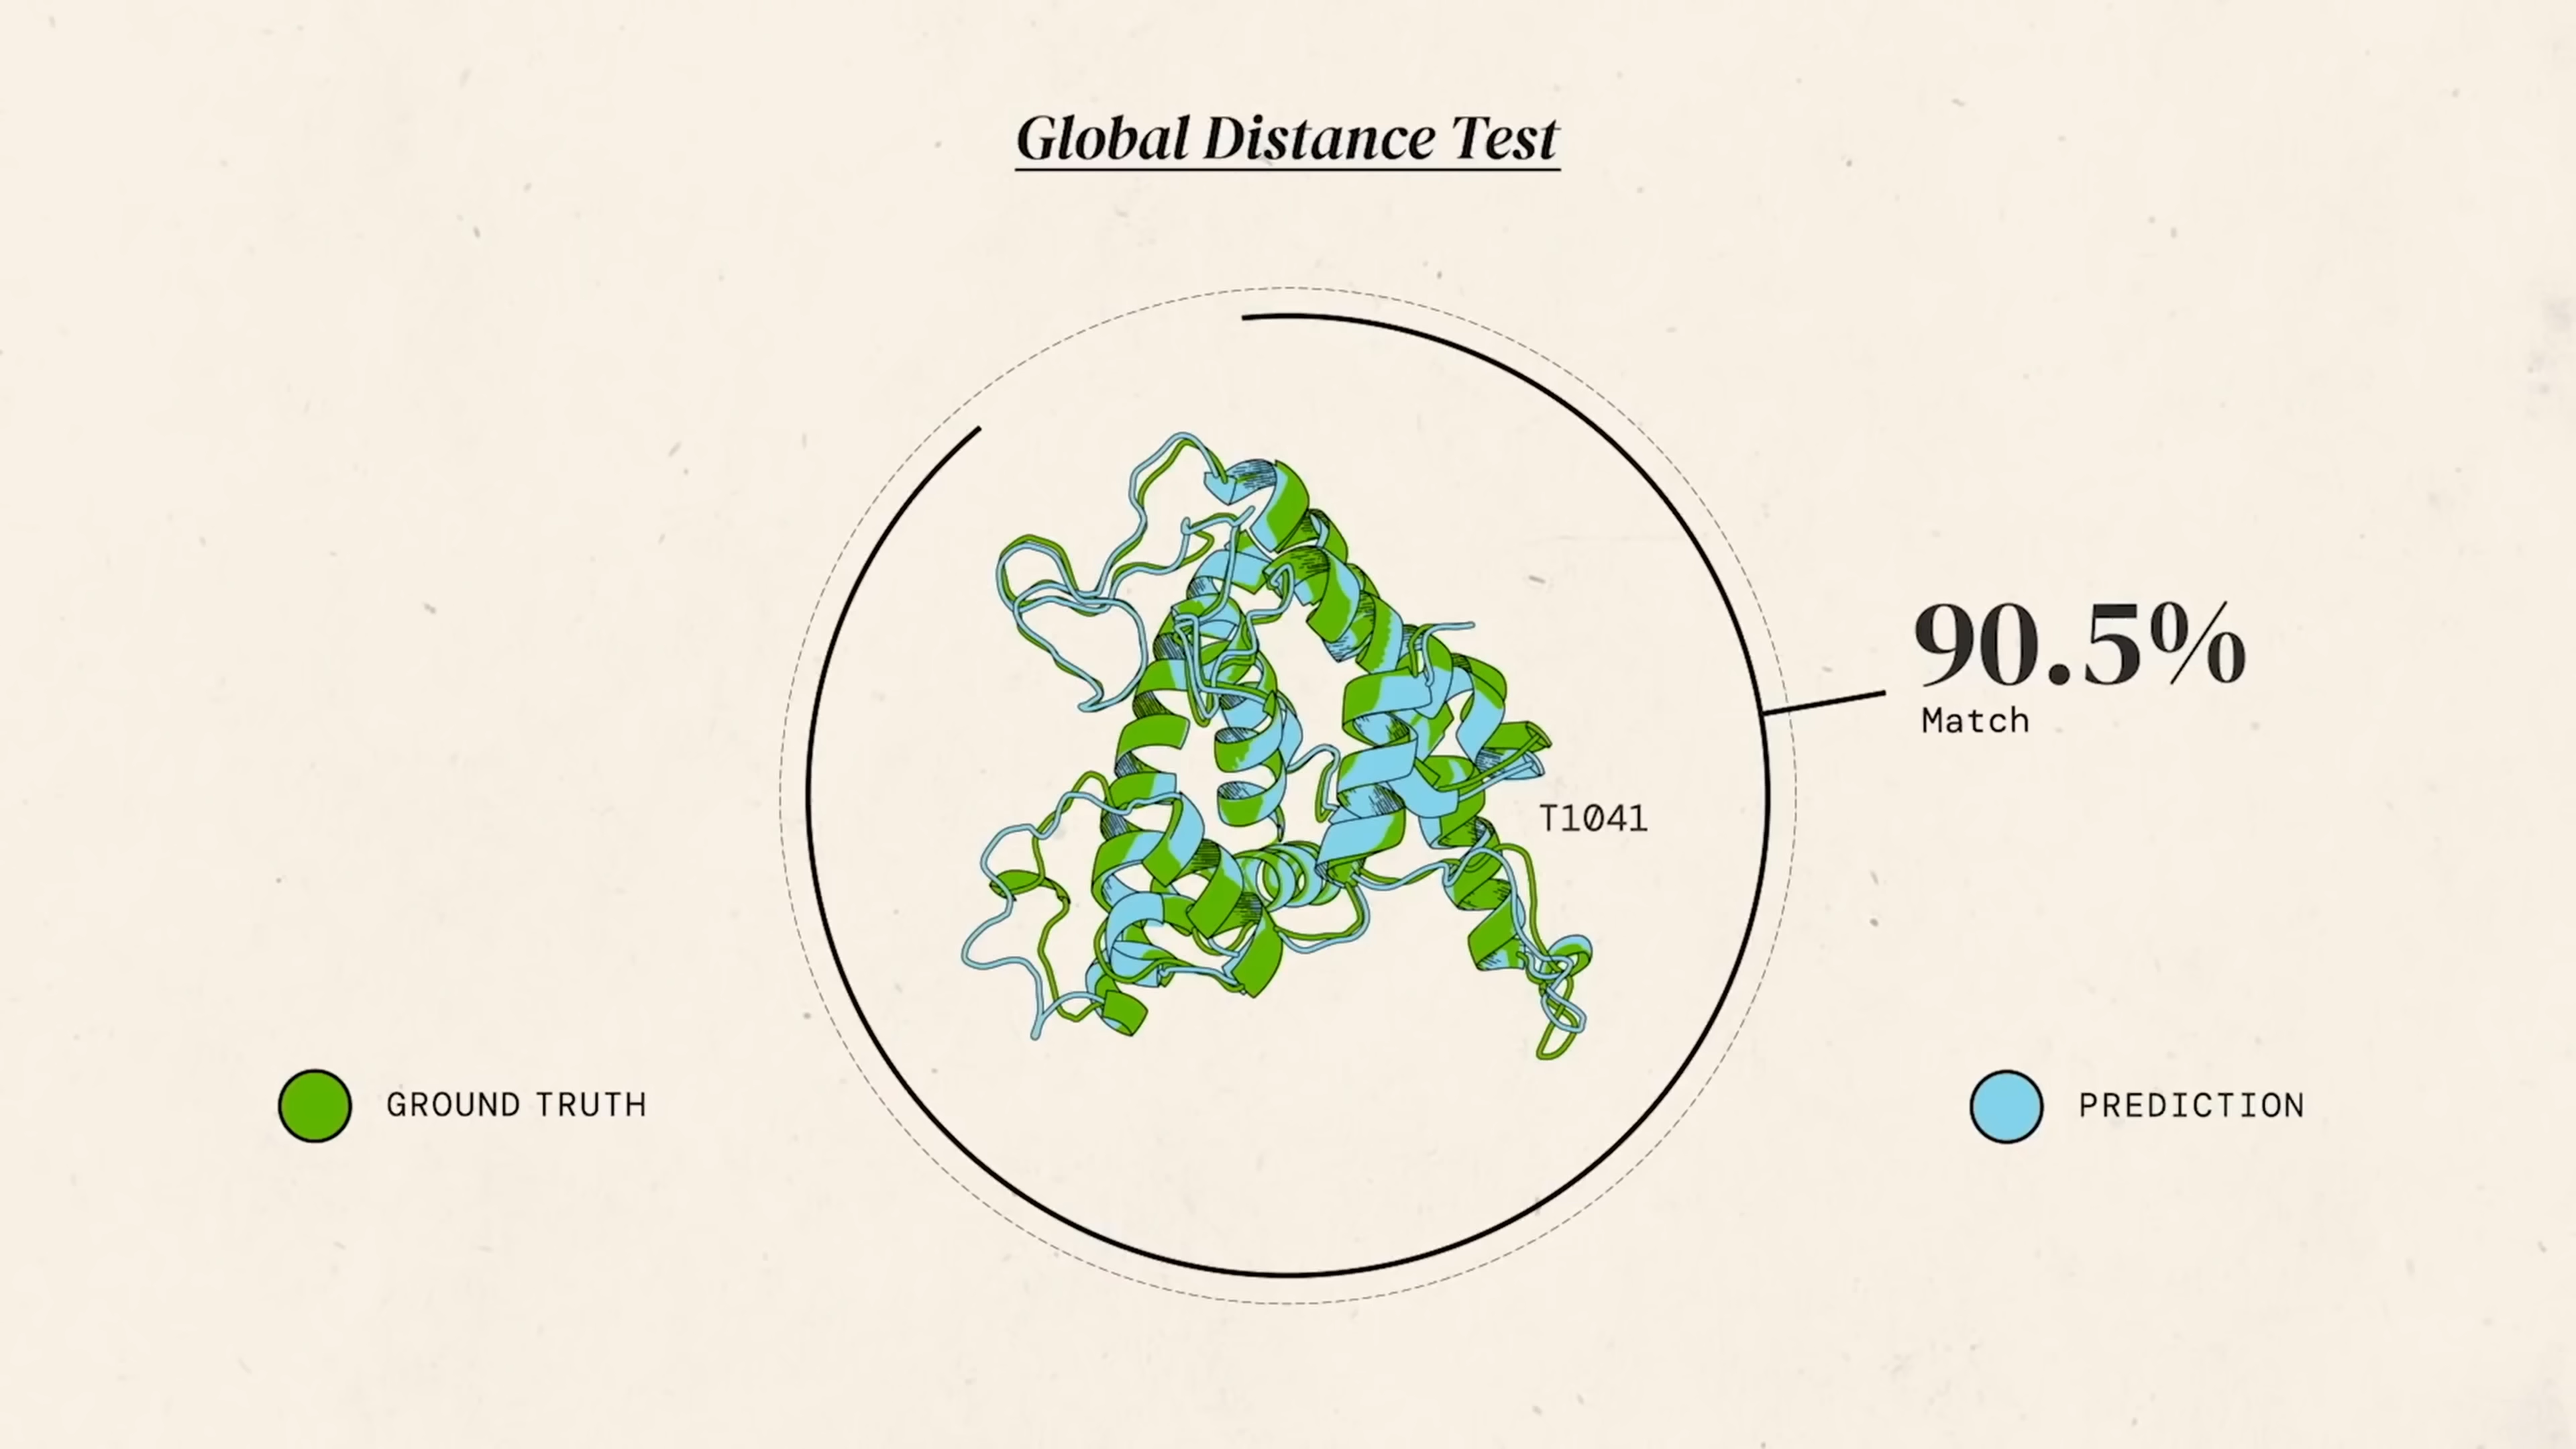 Global Distance Test
90.5%
Match
T1041
GROUND TRUTH
PREDICTION